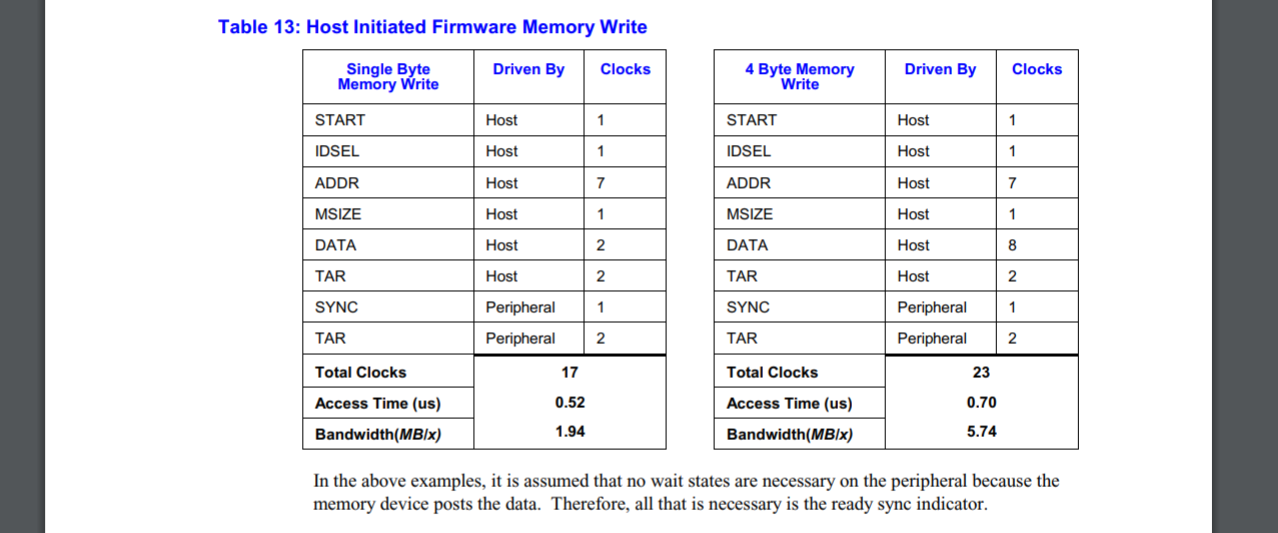 Table 13: Host Initiated Firmware Memory Write
Single Byte Memory Write Driven By Clocks
START Host 1
IDSEL Host 1
ADDR Host 7
MSIZE Host 1
DATA Host 2
TAR Host 2
SYNC Peripheral 1
TAR Peripheral 2
Total Clocks 17
Access Time (us) 0.52
Bandwidth(MB/x) 1.94
4 Byte Memory Write Driven By Clocks
START Host 1
IDSEL Host 1
ADDR Host 7
MSIZE Host 1
DATA Host 8
TAR Host 2
SYNC Peripheral 1
TAR Peripheral 2
Total Clocks 23
Access Time (us) 0.70
Bandwidth(MB/x) 5.74
In the above examples, it is assumed that no wait states are necessary on the peripheral because the
memory device posts the data. Therefore, all that is necessary is the ready sync indicator.